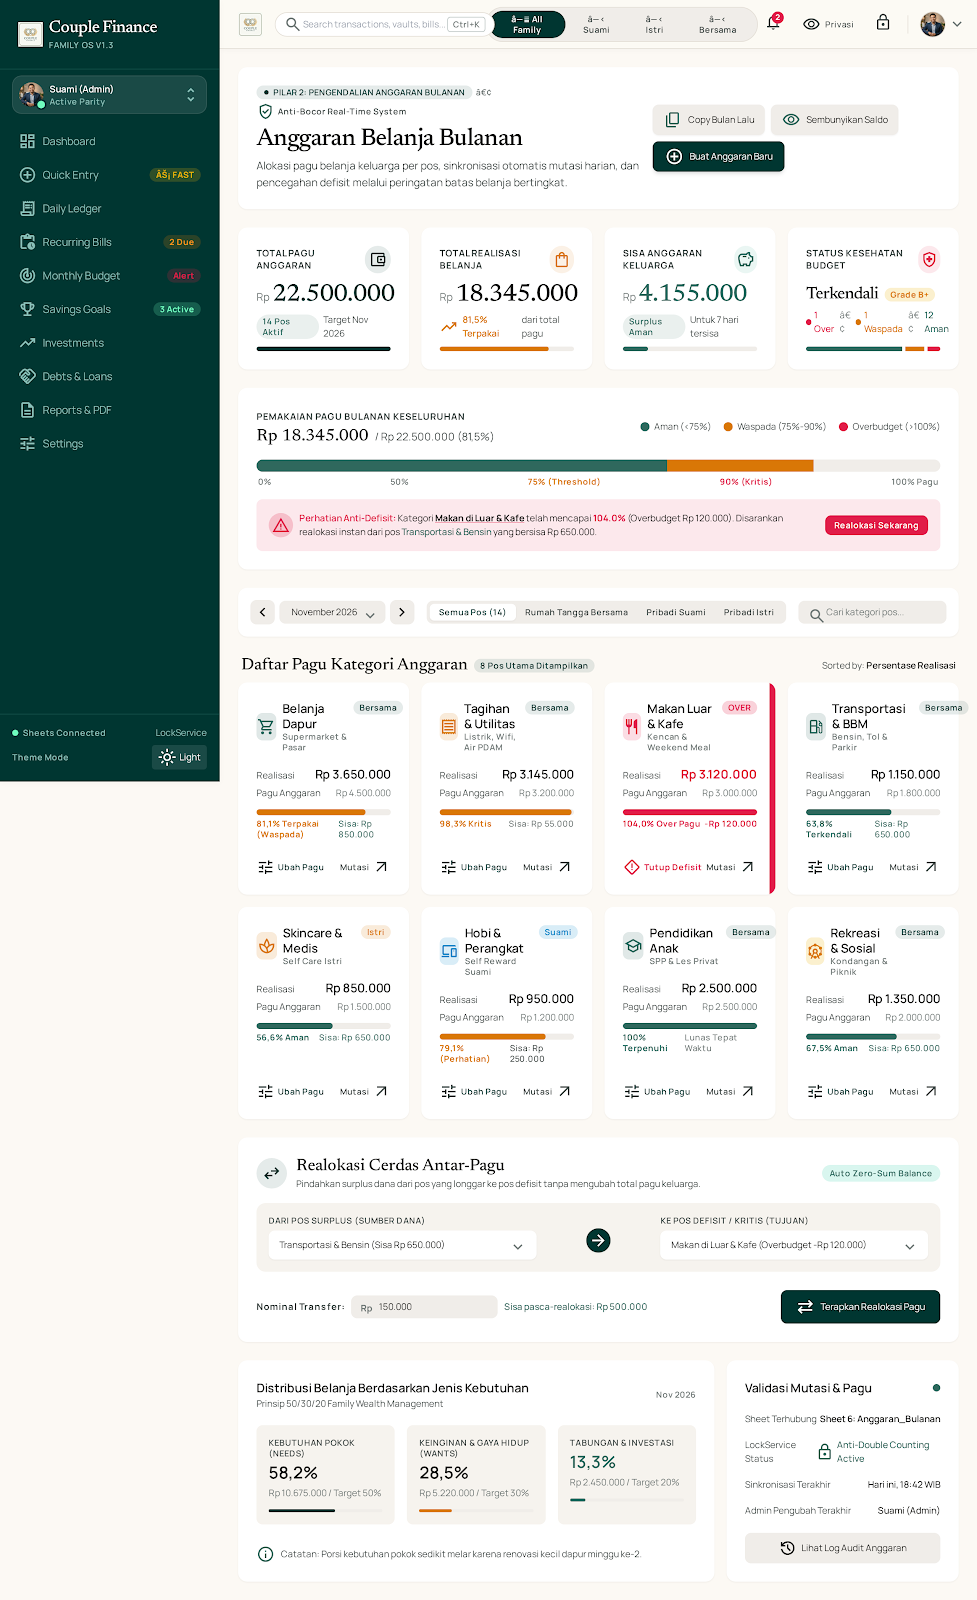 Couple Finance
FAMILY OS V1.3
Suami (Admin)
Active Parity
Dashboard
Quick Entry
âš¡ FAST
Daily Ledger
Recurring Bills
2 Due
Monthly Budget
Alert
Savings Goals
3 Active
Investments
Debts & Loans
Reports & PDF
Settings
Sheets Connected
LockService
Theme Mode
Light
Search transactions, vaults, bills...
Ctrl+K
All
Family
Suami
Istri
Bersama
2
Privasi
PILAR 2: PENGENDALIAN ANGGARAN BULANAN
â€¢
Anti-Bocor Real-Time System
Anggaran Belanja Bulanan
Alokasi pagu belanja keluarga per pos, sinkronisasi otomatis mutasi harian, dan
pencegahan defisit melalui peringatan batas belanja bertingkat.
Copy Bulan Lalu
Sembunyikan Saldo
Buat Anggaran Baru
TOTAL PAGU
ANGGARAN
Rp 22.500.000
14 Pos
Aktif
Target Nov
2026
TOTAL REALISASI
BELANJA
Rp 18.345.000
81,5%
Terpakai
dari total
pagu
SISA ANGGARAN
KELUARGA
Rp 4.155.000
Surplus
Aman
Untuk 7 hari
tersisa
STATUS KESEHATAN
BUDGET
Terkendali
Grade B+
1
Over
â€
¢
1
Waspada
â€
¢
12
Aman
PEMAKAIAN PAGU BULANAN KESELURUHAN
Rp 18.345.000 / Rp 22.500.000 (81,5%)
Aman (<75%)
Waspada (75%-90%)
Overbudget (>100%)
0%
50%
75% (Threshold)
90% (Kritis)
100% Pagu
Perhatian Anti-Defisit: Kategori Makan di Luar & Kafe telah mencapai 104.0% (Overbudget Rp 120.000). Disarankan
realokasi instan dari pos Transportasi & Bensin yang bersisa Rp 650.000.
Realokasi Sekarang
November 2026
Semua Pos (14)
Rumah Tangga Bersama
Pribadi Suami
Pribadi Istri
Cari kategori pos...
Daftar Pagu Kategori Anggaran
8 Pos Utama Ditampilkan
Sorted by: Persentase Realisasi
Belanja
Dapur
Bersama
Supermarket &
Pasar
Realisasi
Rp 3.650.000
Pagu Anggaran
Rp 4.500.000
81,1% Terpakai
(Waspada)
Sisa: Rp
850.000
Ubah Pagu
Mutasi
Tagihan
& Utilitas
Bersama
Listrik, Wifi,
Air PDAM
Realisasi
Rp 3.145.000
Pagu Anggaran
Rp 3.200.000
98,3% Kritis
Sisa: Rp 55.000
Ubah Pagu
Mutasi
Makan Luar
& Kafe
OVER
Kencan &
Weekend Meal
Realisasi
Rp 3.120.000
Pagu Anggaran
Rp 3.000.000
104,0% Over Pagu
-Rp 120.000
Tutup Defisit
Mutasi
Transportasi
& BBM
Bersama
Bensin, Tol &
Parkir
Realisasi
Rp 1.150.000
Pagu Anggaran
Rp 1.800.000
63,8%
Terkendali
Sisa: Rp
650.000
Ubah Pagu
Mutasi
Skincare &
Medis
Istri
Self Care Istri
Realisasi
Rp 850.000
Pagu Anggaran
Rp 1.500.000
56,6% Aman
Sisa: Rp 650.000
Ubah Pagu
Mutasi
Hobi &
Perangkat
Suami
Self Reward
Suami
Realisasi
Rp 950.000
Pagu Anggaran
Rp 1.200.000
79,1%
(Perhatian)
Sisa: Rp
250.000
Ubah Pagu
Mutasi
Pendidikan
Anak
Bersama
SPP & Les Privat
Realisasi
Rp 2.500.000
Pagu Anggaran
Rp 2.500.000
100%
Terpenuhi
Lunas Tepat
Waktu
Ubah Pagu
Mutasi
Rekreasi
& Sosial
Bersama
Kondangan &
Piknik
Realisasi
Rp 1.350.000
Pagu Anggaran
Rp 2.000.000
67,5% Aman
Sisa: Rp 650.000
Ubah Pagu
Mutasi
Realokasi Cerdas Antar-Pagu
Pindahkan surplus dana dari pos yang longgar ke pos defisit tanpa mengubah total pagu keluarga.
Auto Zero-Sum Balance
DARI POS SURPLUS (SUMBER DANA)
Transportasi & Bensin (Sisa Rp 650.000)
KE POS DEFISIT / KRITIS (TUJUAN)
Makan di Luar & Kafe (Overbudget -Rp 120.000)
Nominal Transfer:
Rp 150.000
Sisa pasca-realokasi: Rp 500.000
Terapkan Realokasi Pagu
Distribusi Belanja Berdasarkan Jenis Kebutuhan
Prinsip 50/30/20 Family Wealth Management
Nov 2026
KEBUTUHAN POKOK
(NEEDS)
58,2%
Rp 10.675.000 / Target 50%
KEINGINAN & GAYA HIDUP
(WANTS)
28,5%
Rp 5.220.000 / Target 30%
TABUNGAN & INVESTASI
13,3%
Rp 2.450.000 / Target 20%
Catatan: Porsi kebutuhan pokok sedikit melar karena renovasi kecil dapur minggu ke-2.
Validasi Mutasi & Pagu
Sheet Terhubung
Sheet 6: Anggaran_Bulanan
LockService
Status
Anti-Double Counting
Active
Sinkronisasi Terakhir
Hari ini, 18:42 WIB
Admin Pengubah Terakhir
Suami (Admin)
Lihat Log Audit Anggaran